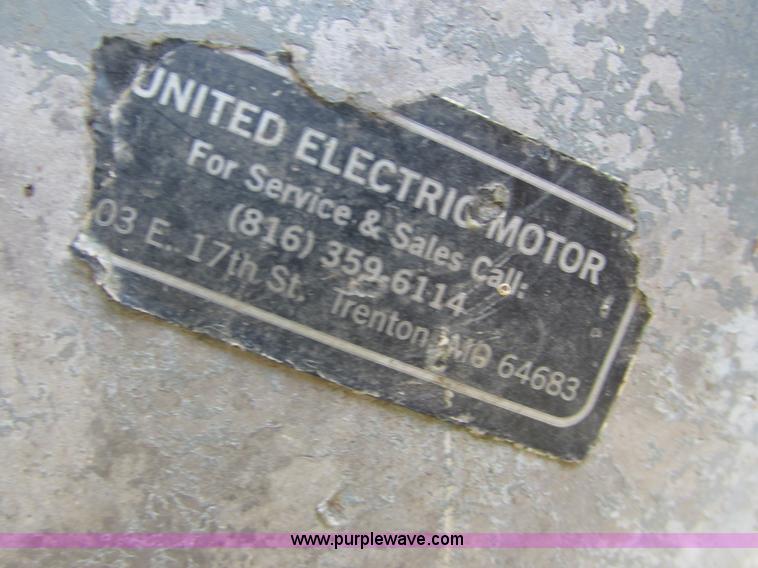 UNITED ELECTRIC MOTOR
For Service & Sales Call:
(816) 359-6114
03 E. 17th St. Trenton, MO 64683
www.purplewave.com